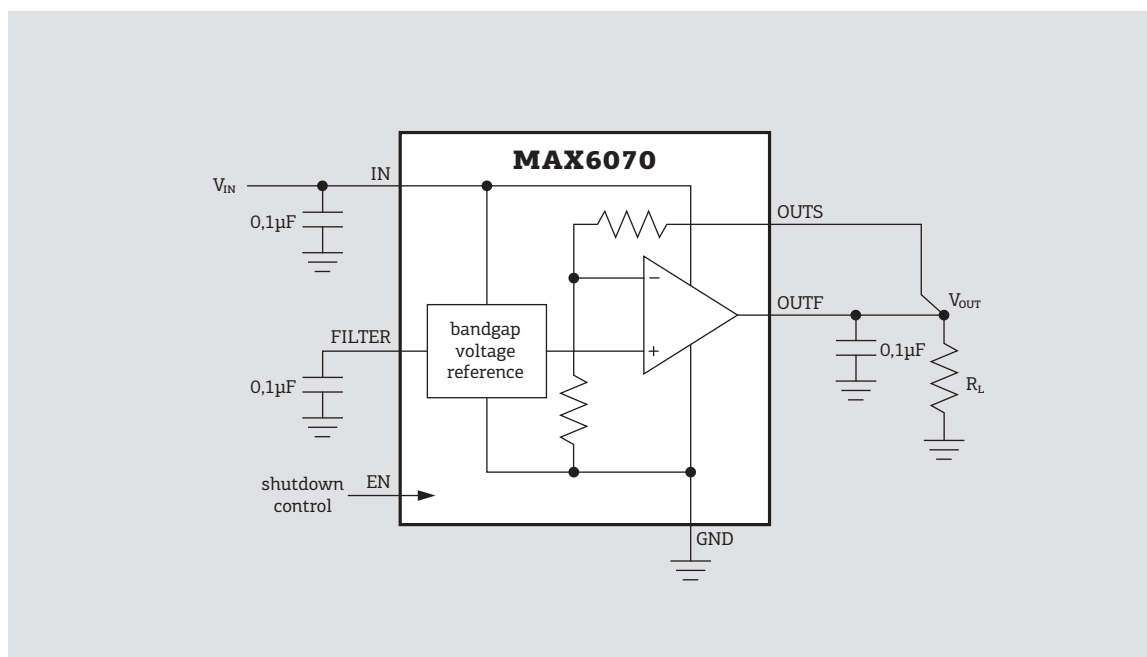 MAX6070
V_IN
IN
0,1µF
OUTS
OUTF
V_OUT
bandgap
voltage
reference
FILTER
0,1µF
0,1µF
R_L
−
+
shutdown
control
EN
GND